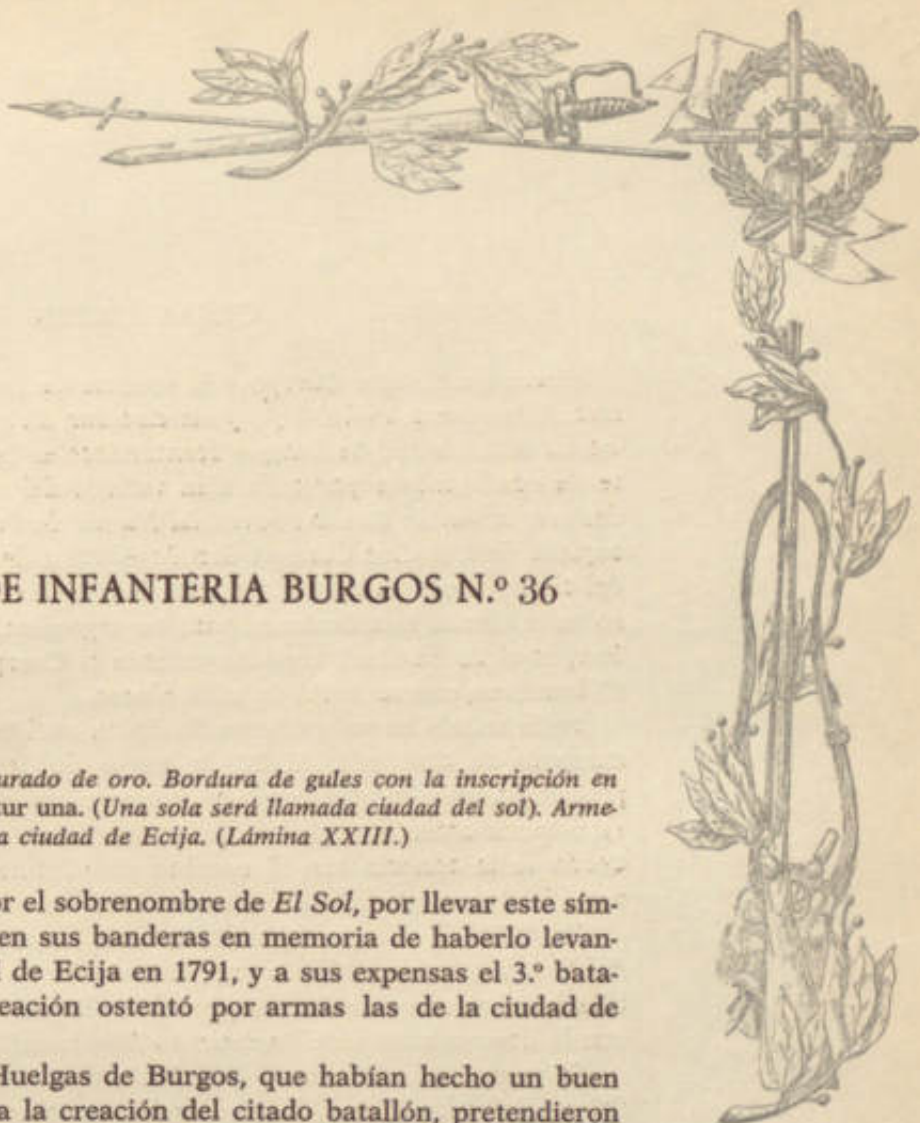 E INFANTERIA BURGOS N.º 36
urado de oro. Bordura de gules con la inscripción en
tur una. (Una sola será llamada ciudad del sol). Arme-
a ciudad de Ecija. (Lámina XXIII.)
or el sobrenombre de El Sol, por llevar este sím-
en sus banderas en memoria de haberlo levan-
de Ecija en 1791, y a sus expensas el 3.º bata-
eación ostentó por armas las de la ciudad de
Huelgas de Burgos, que habían hecho un buen
a la creación del citado batallón, pretendieron